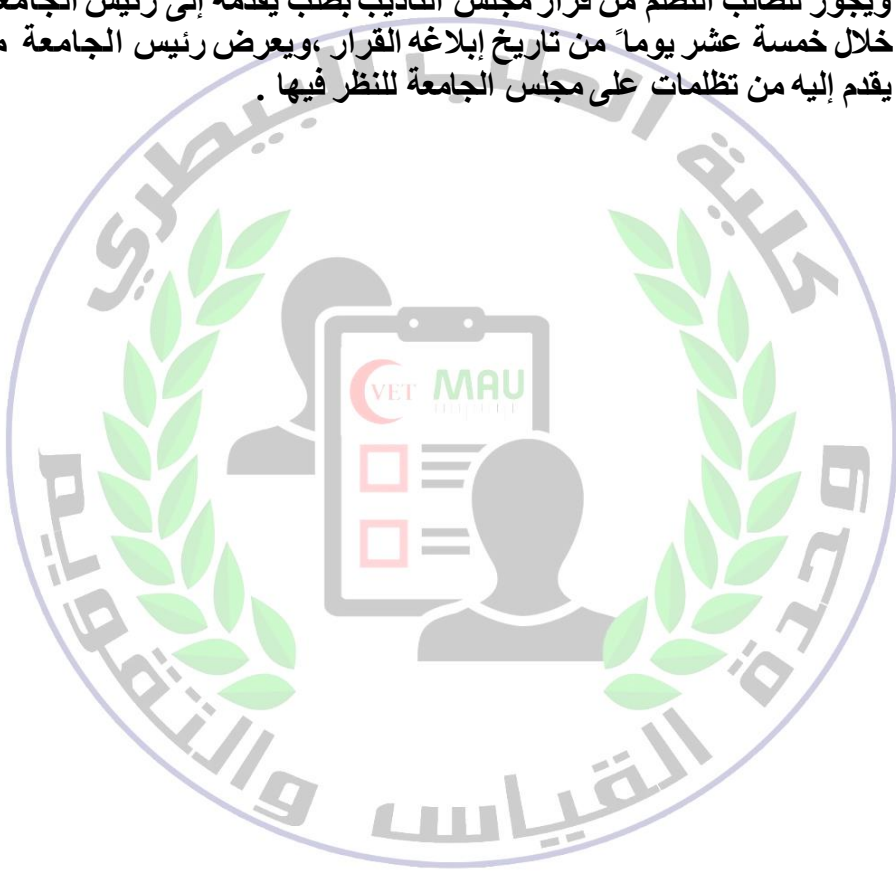 ويجوز للطالب التظلم من قرار مجلس التأديب بطلب يقدمه إلى رئيس الجامعة
خلال خمسة عشر يوماً من تاريخ إبلاغه القرار ،ويعرض رئيس الجامعة
يقدم إليه من تظلمات على مجلس الجامعة للنظر فيها .
كلية الطب البيطري
VET MAU
وحدة القياس والتقويم